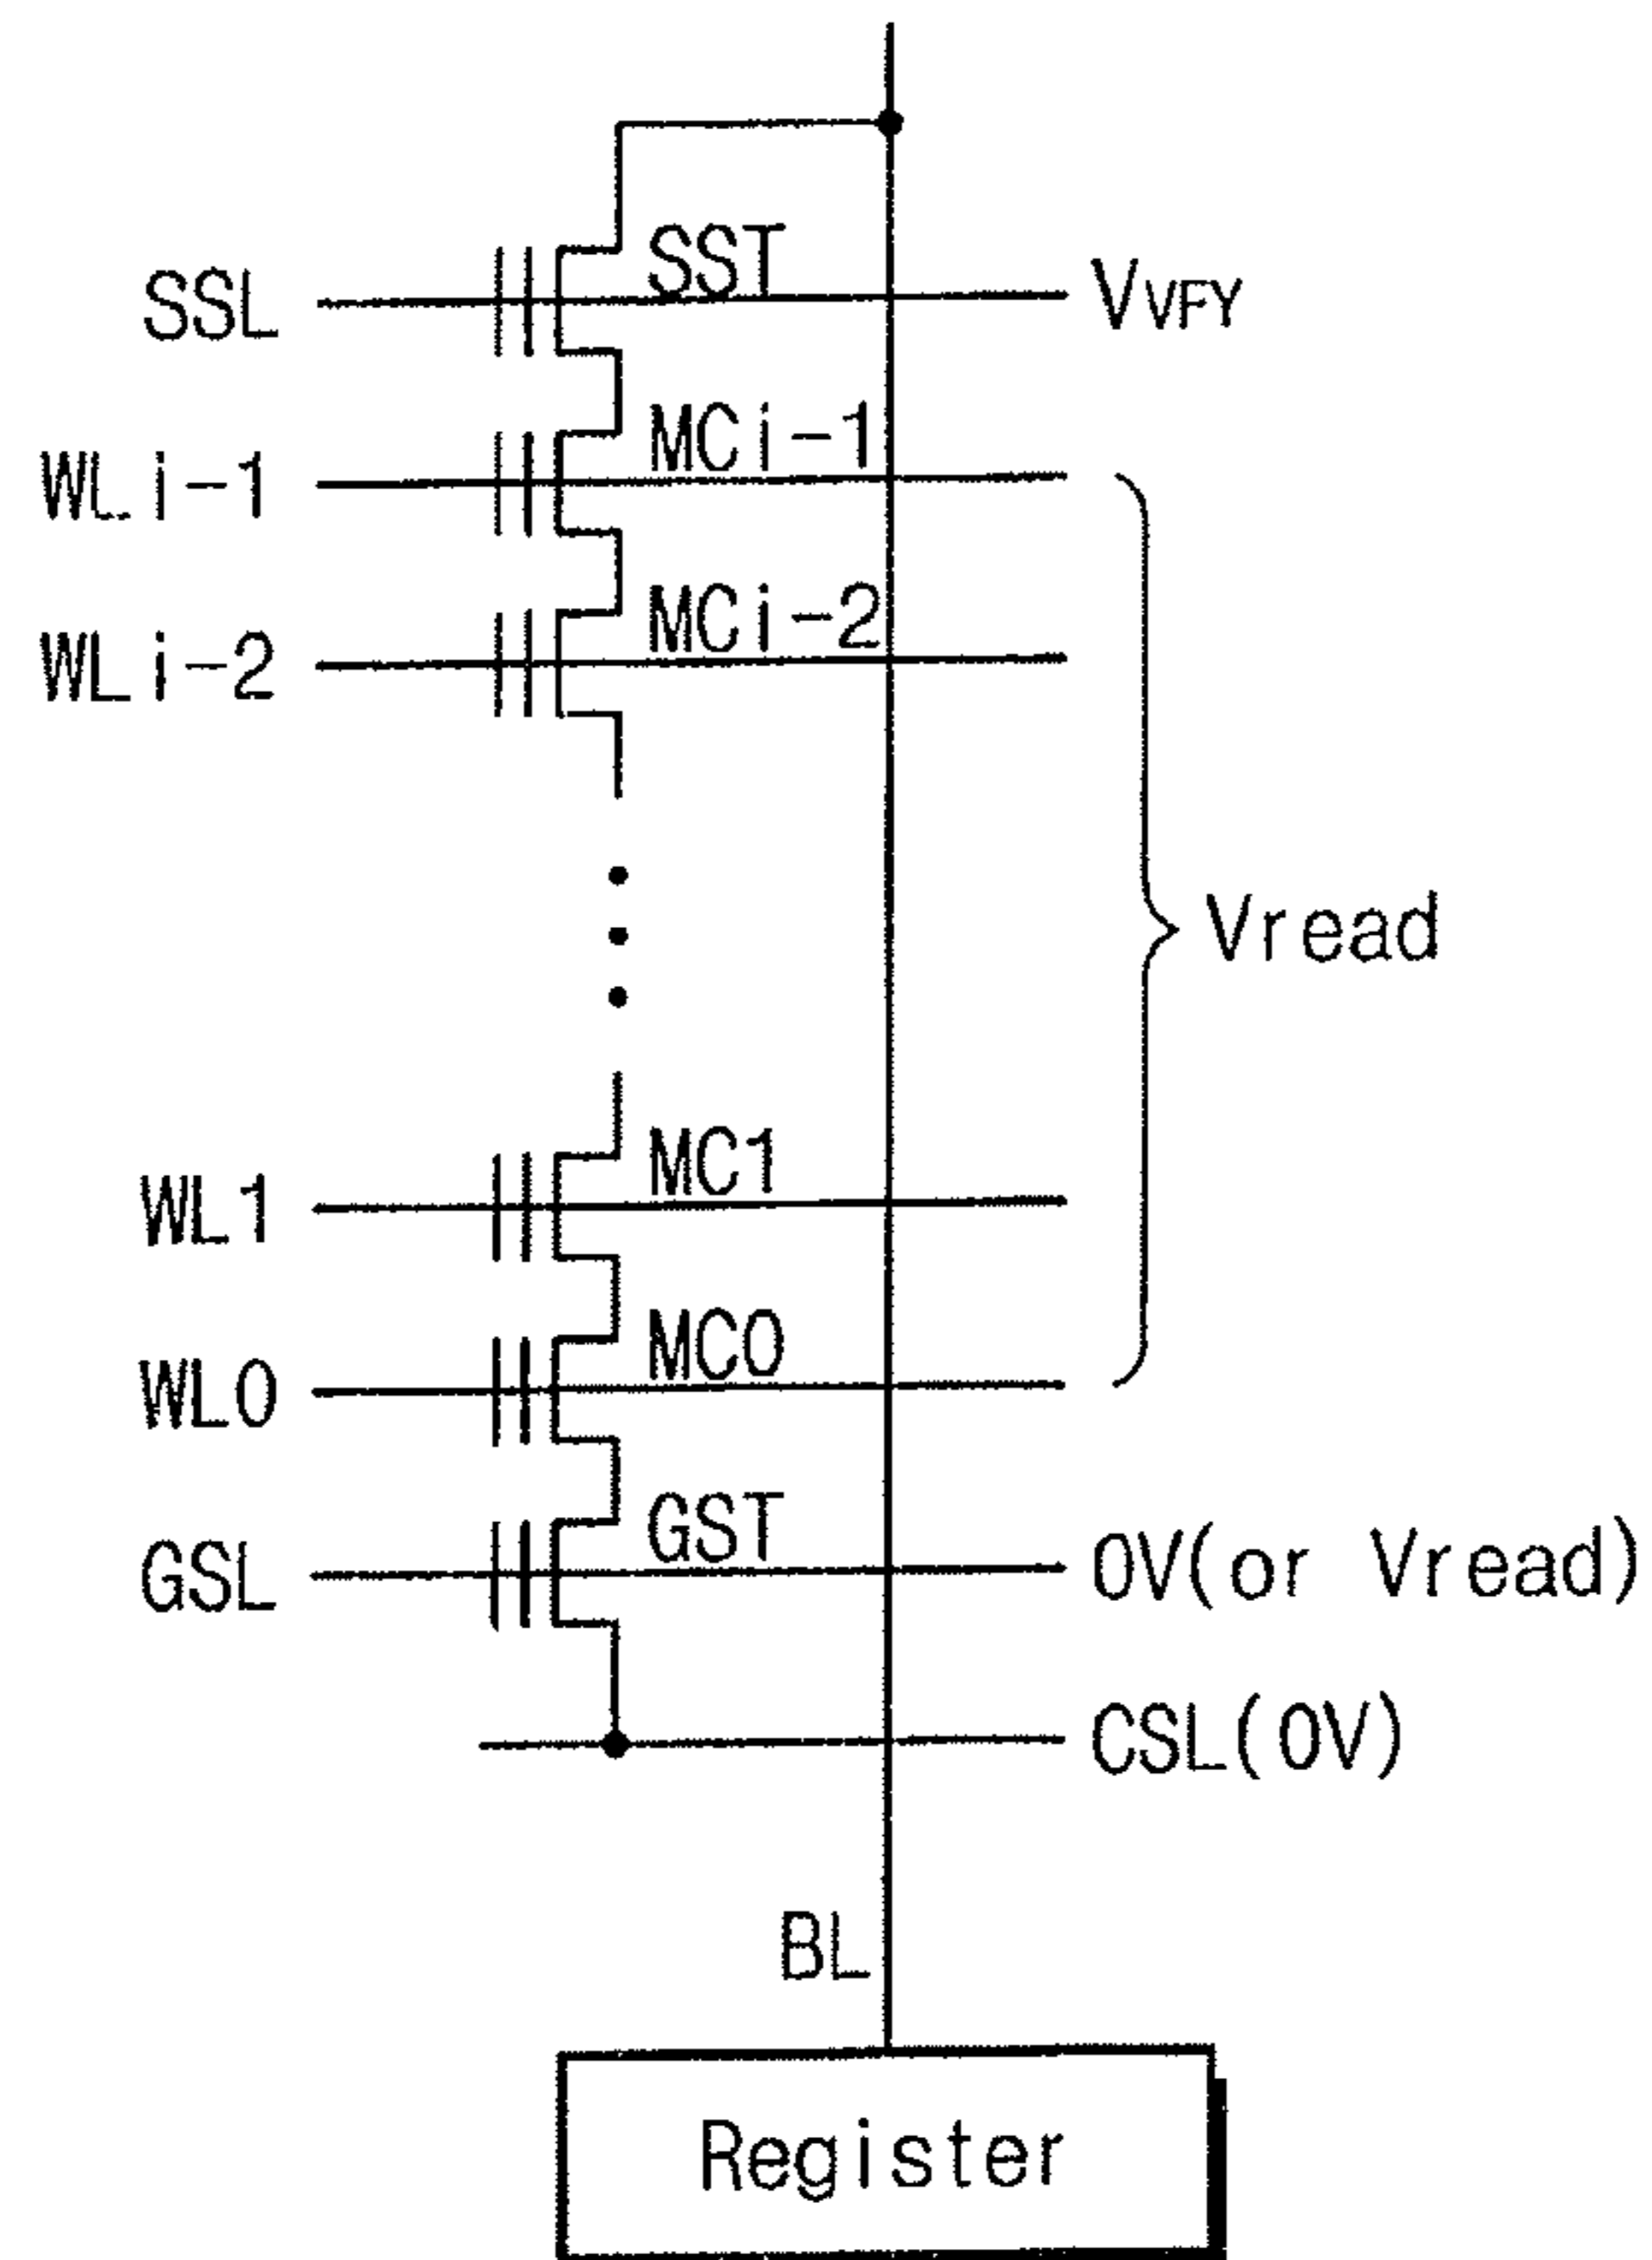 SST
SSL
VVFY
MCi-1
WLi-1
MCi-2
WLi-2
Vread
MC1
WL1
MC0
WL0
GST
GSL
0V(or Vread)
CSL(0V)
BL
Register